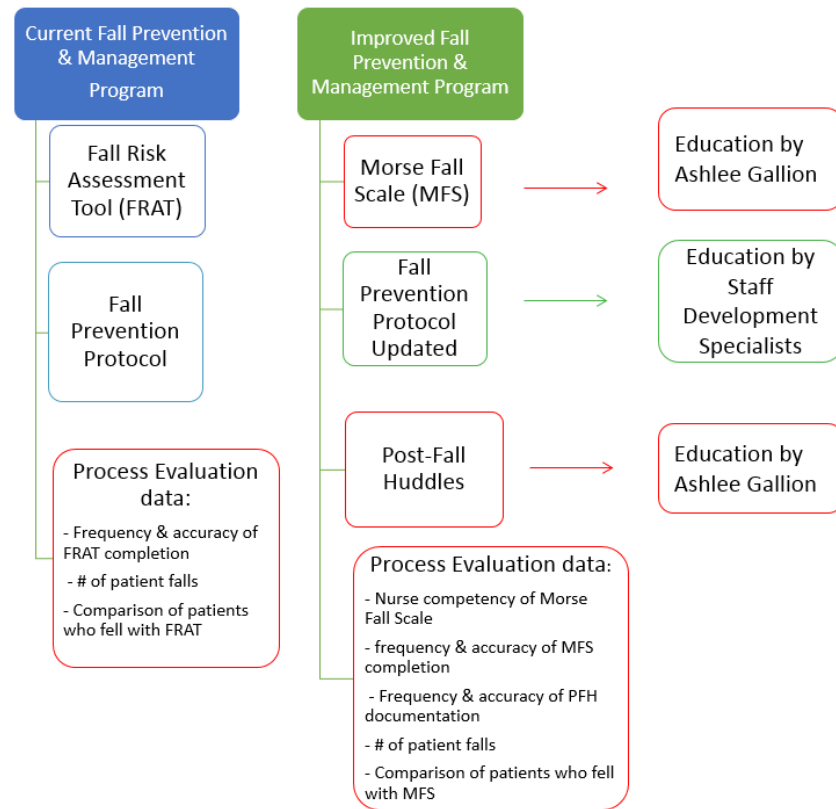 Current Fall Prevention
& Management
Program
Fall Risk
Assessment
Tool (FRAT)
Fall
Prevention
Protocol
Process Evaluation
data:
- Frequency & accuracy of
FRAT completion
- # of patient falls
- Comparison of patients
who fell with FRAT
Improved Fall
Prevention &
Management Program
Morse Fall
Scale (MFS)
Education by
Ashlee Gallion
Fall
Prevention
Protocol
Updated
Education by
Staff
Development
Specialists
Post-Fall
Huddles
Education by
Ashlee Gallion
Process Evaluation data:
- Nurse competency of Morse
Fall Scale
- frequency & accuracy of MFS
completion
- Frequency & accuracy of PFH
documentation
- # of patient falls
- Comparison of patients who fell
with MFS